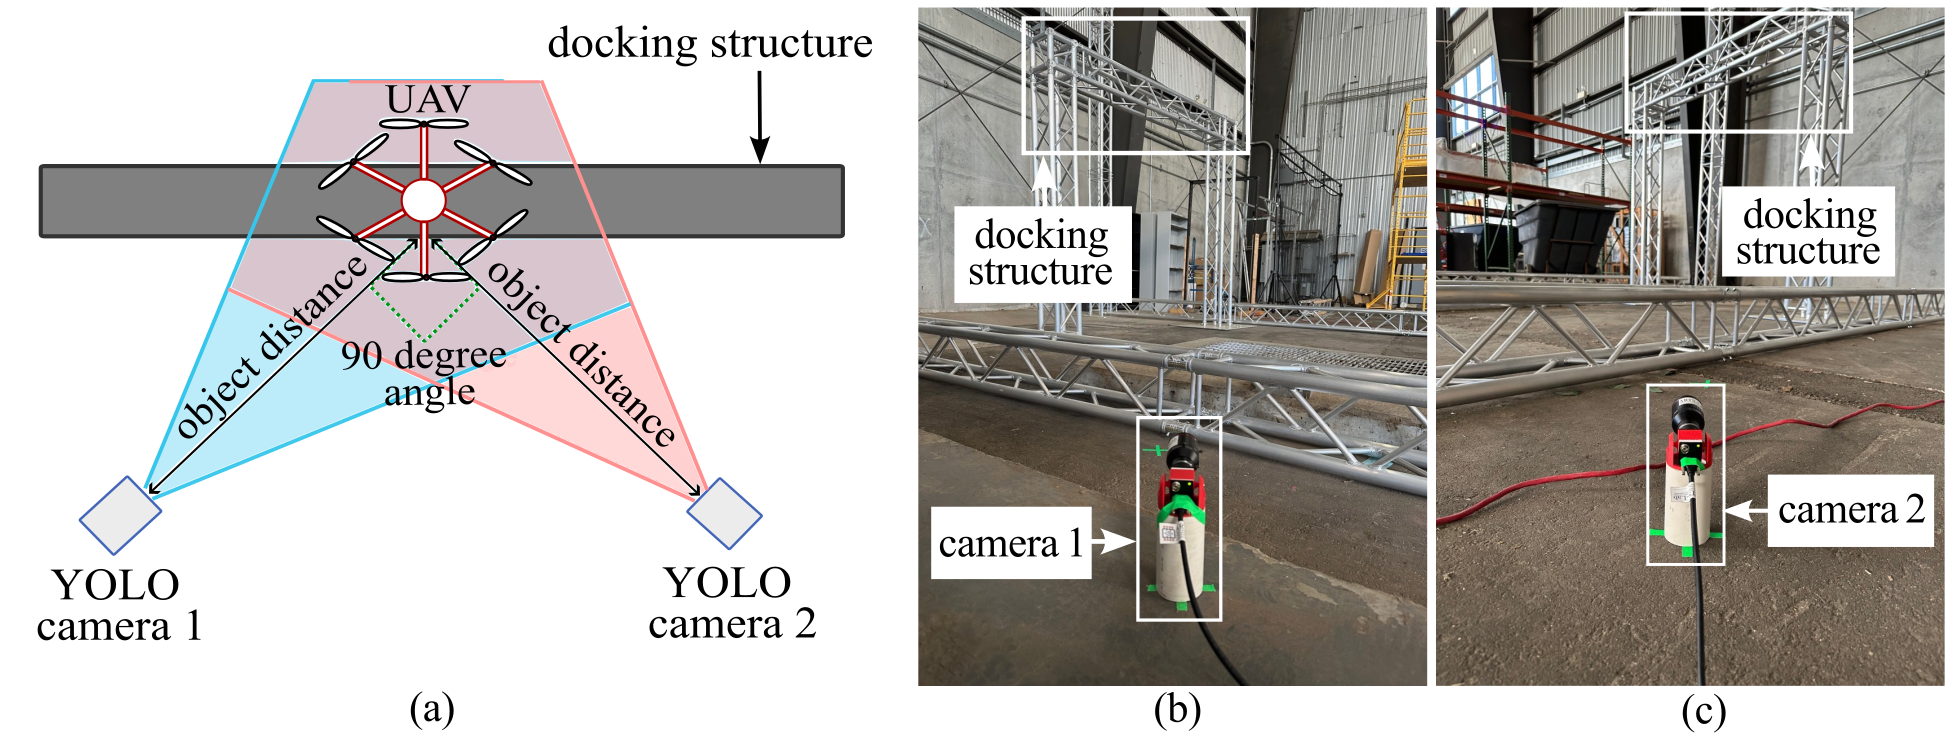 docking structure
UAV
object distance
object distance
90 degree
angle
YOLO
camera 1
YOLO
camera 2
(a)
docking
structure
camera 1
(b)
docking
structure
camera 2
(c)